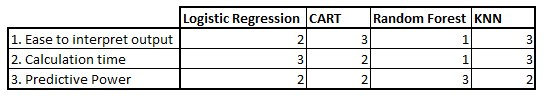 Logistic Regression CART Random Forest KNN
1. Ease to interpret output 2 3 1 3
2. Calculation time 3 2 1 3
3. Predictive Power 2 2 3 2